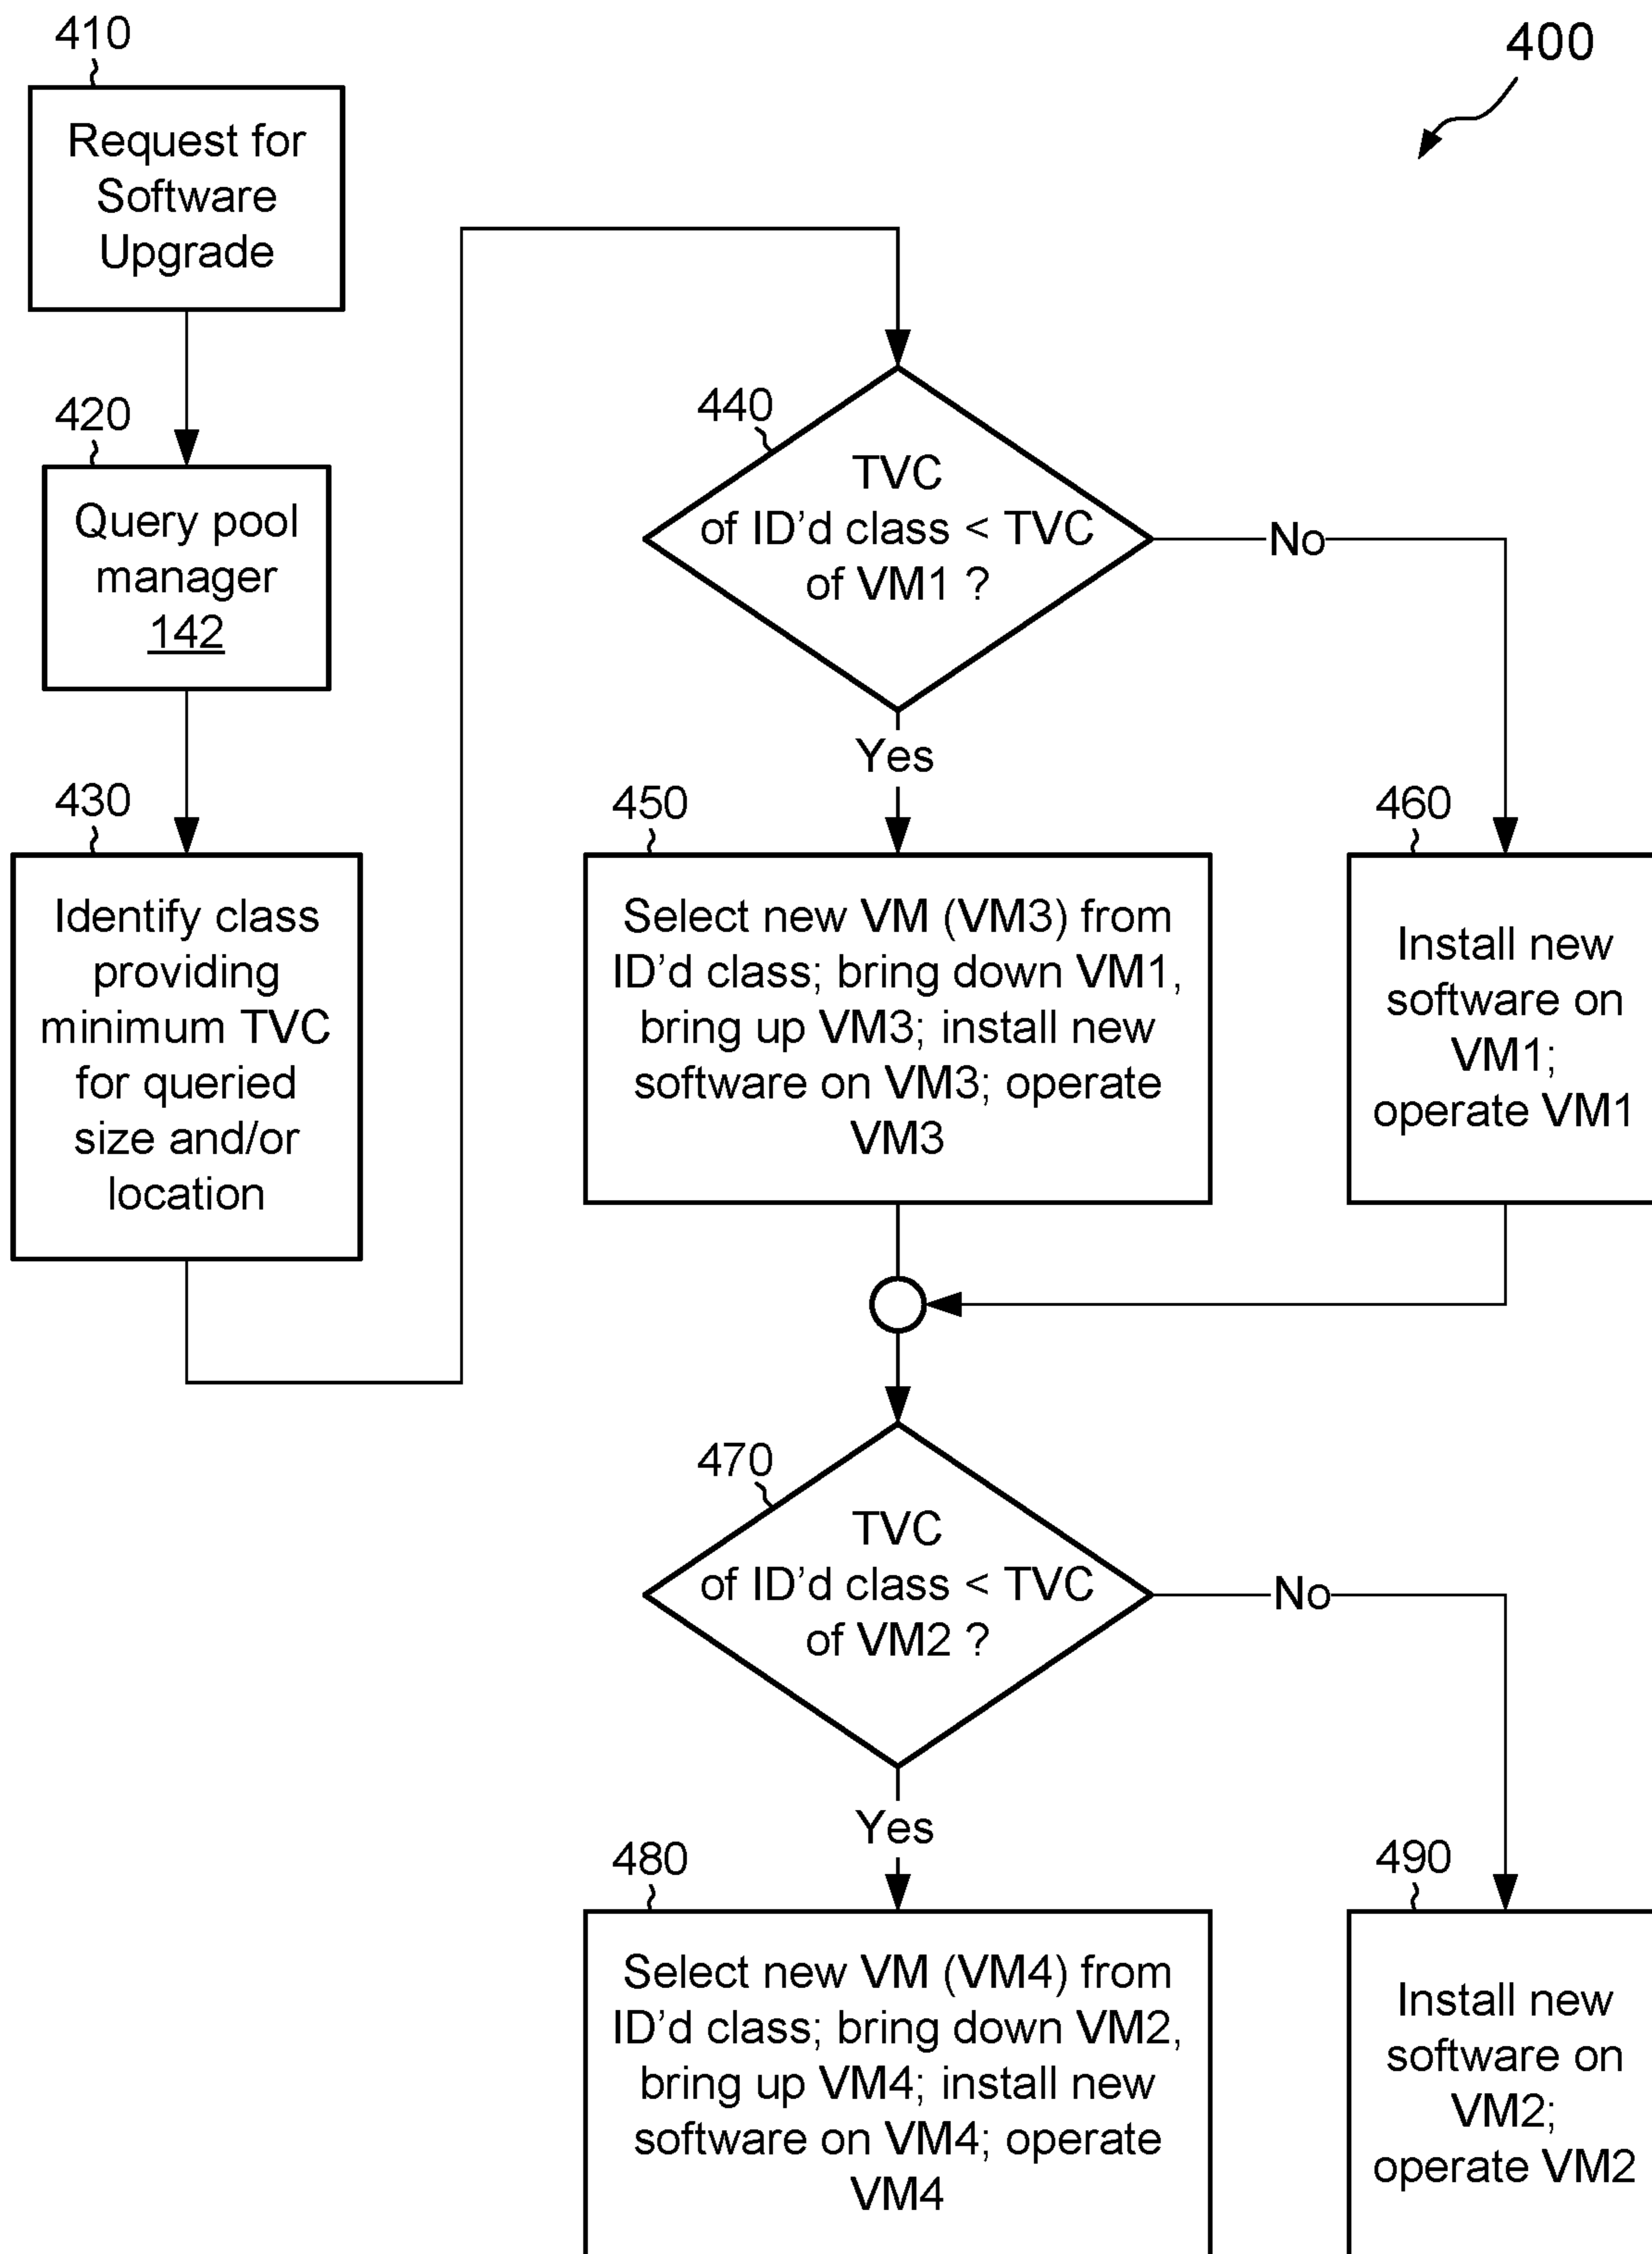 400
410
Request for
Software
Upgrade
420
Query pool
manager
142
430
Identify class
providing
minimum TVC
for queried
size and/or
location
440
TVC
of ID'd class < TVC
of VM1 ?
No
Yes
450
Select new VM (VM3) from
ID'd class; bring down VM1,
bring up VM3; install new
software on VM3; operate
VM3
460
Install new
software on
VM1;
operate VM1
470
TVC
of ID'd class < TVC
of VM2 ?
No
Yes
480
Select new VM (VM4) from
ID'd class; bring down VM2,
bring up VM4; install new
software on VM4; operate
VM4
490
Install new
software on
VM2;
operate VM2